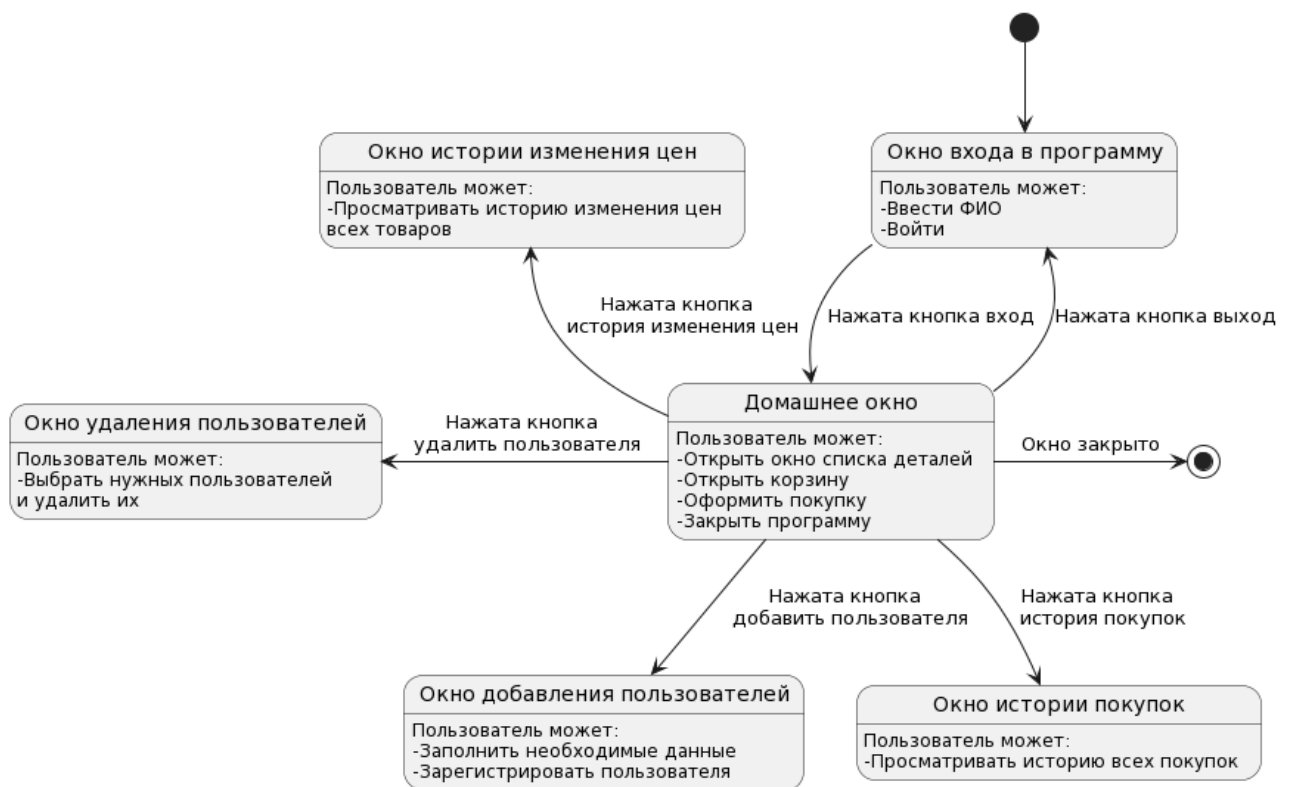 Окно истории изменения цен
Пользователь может:
-Просматривать историю изменения цен
всех товаров
Окно входа в программу
Пользователь может:
-Ввести ФИО
-Войти
Нажата кнопка
история изменения цен
Нажата кнопка вход
Нажата кнопка выход
Окно удаления пользователей
Пользователь может:
-Выбрать нужных пользователей
и удалить их
Нажата кнопка
удалить пользователя
Домашнее окно
Пользователь может:
-Открыть окно списка деталей
-Открыть корзину
-Оформить покупку
-Закрыть программу
Окно закрыто
Нажата кнопка
добавить пользователя
Нажата кнопка
история покупок
Окно добавления пользователей
Пользователь может:
-Заполнить необходимые данные
-Зарегистрировать пользователя
Окно истории покупок
Пользователь может:
-Просматривать историю всех покупок